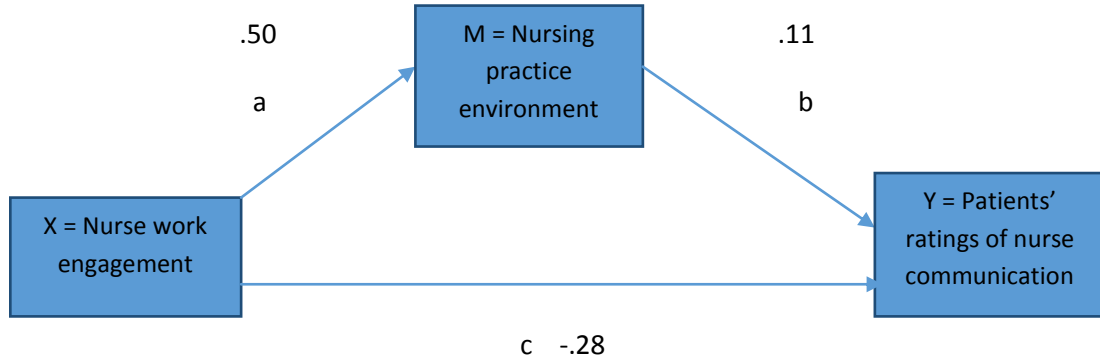 .50
M = Nursing
practice
environment
.11
a
b
X = Nurse work
engagement
Y = Patients’
ratings of nurse
communication
c -.28